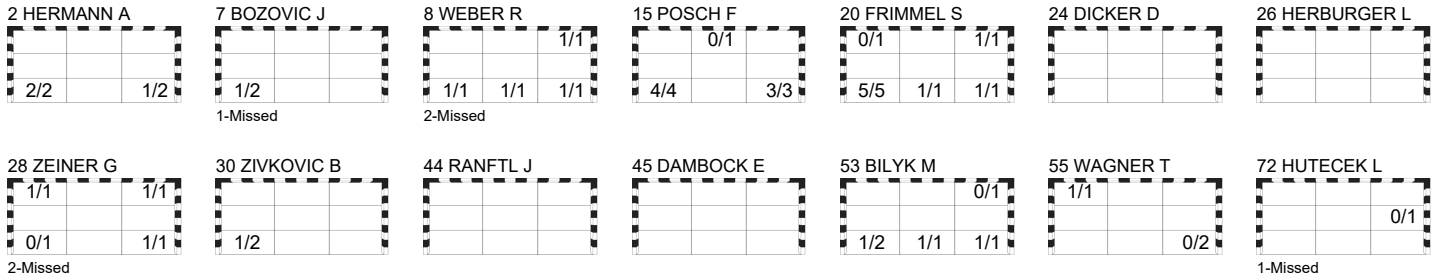 2 HERMANN A 7 BOZOVIC J 8 WEBER R 15 POSCH F 20 FRIMMEL S 24 DICKER D 26 HERBURGER L
1/1 0/1 0/1 1/1
2/2 1/2 1/2 1/1 1/1 1/1 4/4 3/3 5/5 1/1 1/1
1-Missed 2-Missed
28 ZEINER G 30 ZIVKOVIC B 44 RANFTL J 45 DAMBOCK E 53 BILYK M 55 WAGNER T 72 HUTECEK L
1/1 1/1 0/1 1/1
0/1
0/1 1/1 1/2 1/2 1/1 1/1 0/2
2-Missed 1-Missed